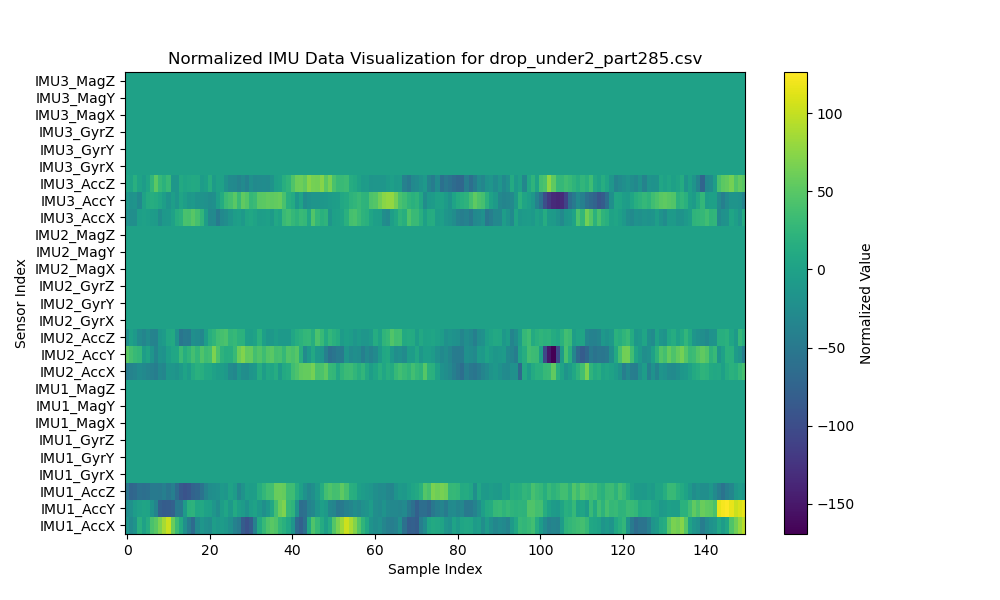 Normalized IMU Data Visualization for drop_under2_part285.csv
IMU3_MagZ
IMU3_MagY
IMU3_MagX
IMU3_GyrZ
IMU3_GyrY
IMU3_GyrX
IMU3_AccZ
IMU3_AccY
IMU3_AccX
IMU2_MagZ
IMU2_MagY
IMU2_MagX
IMU2_GyrZ
IMU2_GyrY
IMU2_GyrX
IMU2_AccZ
IMU2_AccY
IMU2_AccX
IMU1_MagZ
IMU1_MagY
IMU1_MagX
IMU1_GyrZ
IMU1_GyrY
IMU1_GyrX
IMU1_AccZ
IMU1_AccY
IMU1_AccX
Sensor Index
0 20 40 60 80 100 120 140
Sample Index
100
50
0
−50
−100
−150
Normalized Value